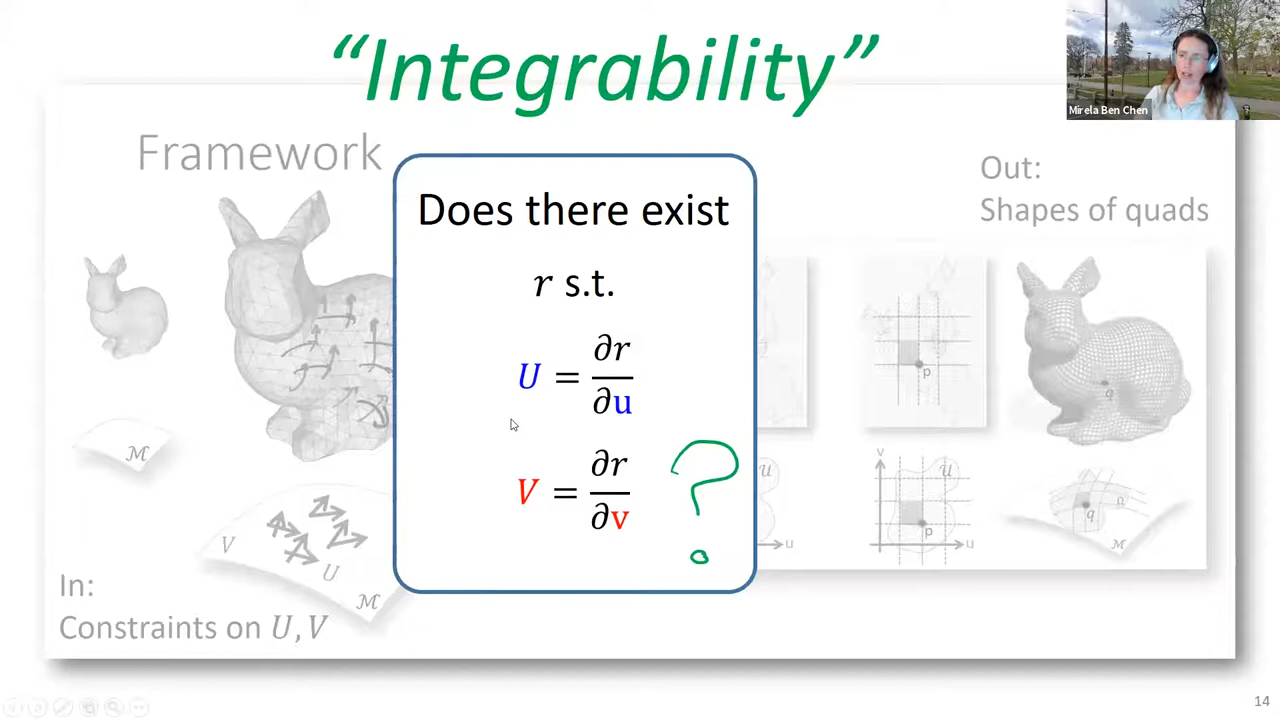 “Integrability”
Mirela Ben Chen
Framework
Does there exist
r s.t.
U = ∂r/∂u
V = ∂r/∂v
?
Out:
Shapes of quads
ℳ
V
U
ℳ
In:
Constraints on U, V
p
q
𝒰
u
v
𝒰
p
u
Ω
q
ℳ
14